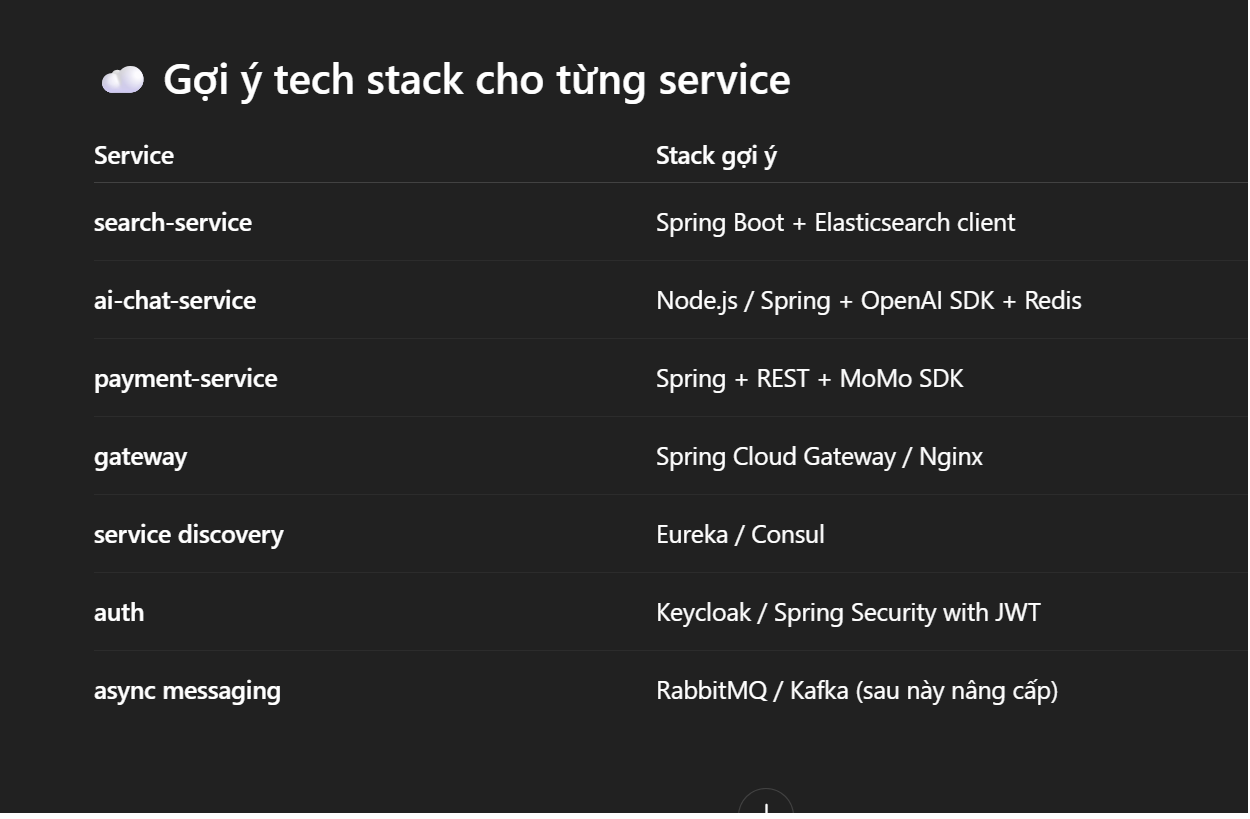 Gợi ý tech stack cho từng service
Service Stack gợi ý
search-service Spring Boot + Elasticsearch client
ai-chat-service Node.js / Spring + OpenAI SDK + Redis
payment-service Spring + REST + MoMo SDK
gateway Spring Cloud Gateway / Nginx
service discovery Eureka / Consul
auth Keycloak / Spring Security with JWT
async messaging RabbitMQ / Kafka (sau này nâng cấp)